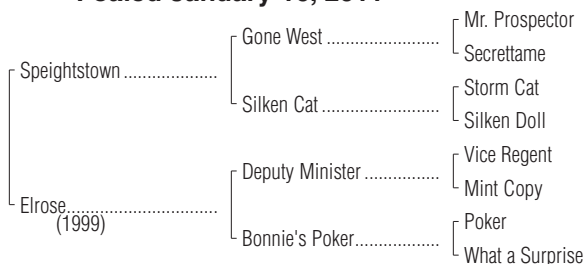 Foaled January
Mr. Prospector
Gone West ........................
Secrettame
Speightstown ....................
Storm Cat
Silken Cat .........................
Silken Doll
Vice Regent
Deputy Minister ................
Mint Copy
Elrose................................
(1999)
Poker
Bonnie's Poker..................
What a Surprise